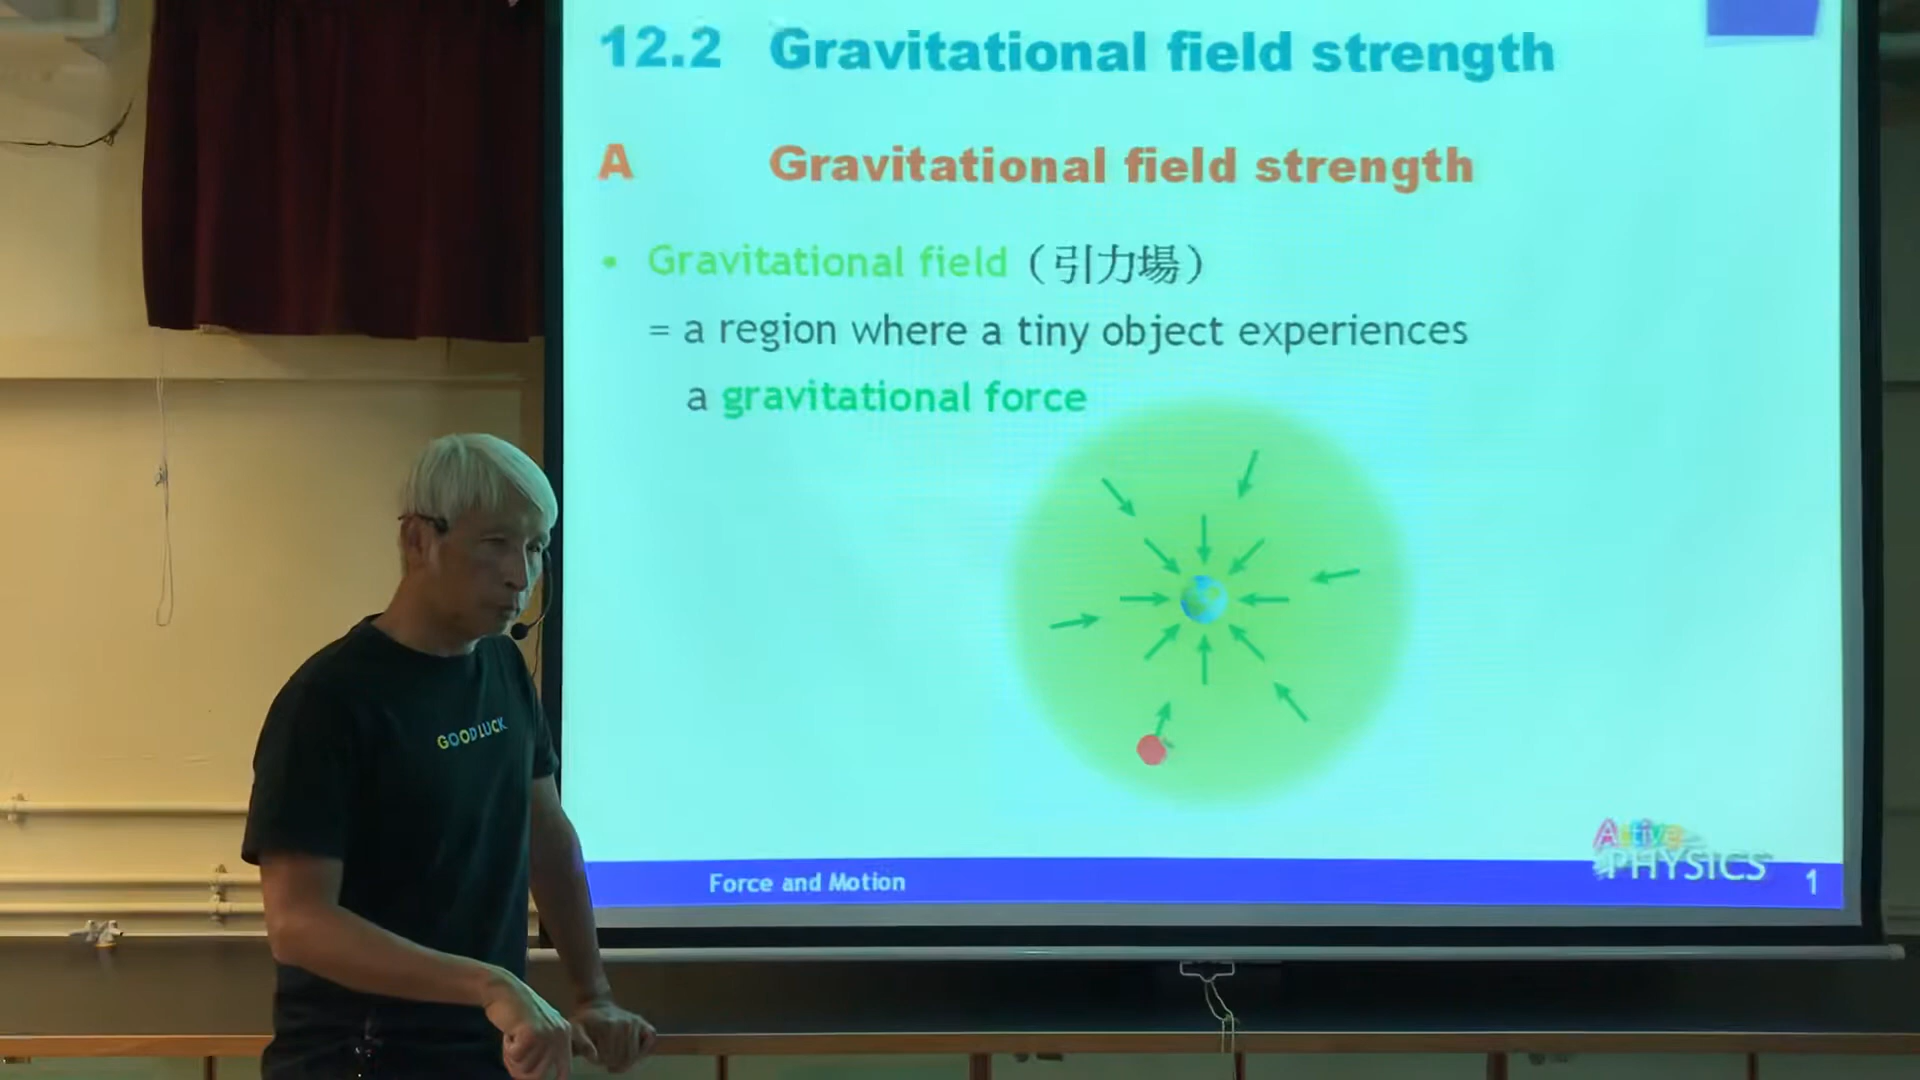 12.2 Gravitational field strength
A Gravitational field strength
• Gravitational field（引力場）
= a region where a tiny object experiences
a gravitational force
GOOD LUCK
Active
PHYSICS
Force and Motion
1